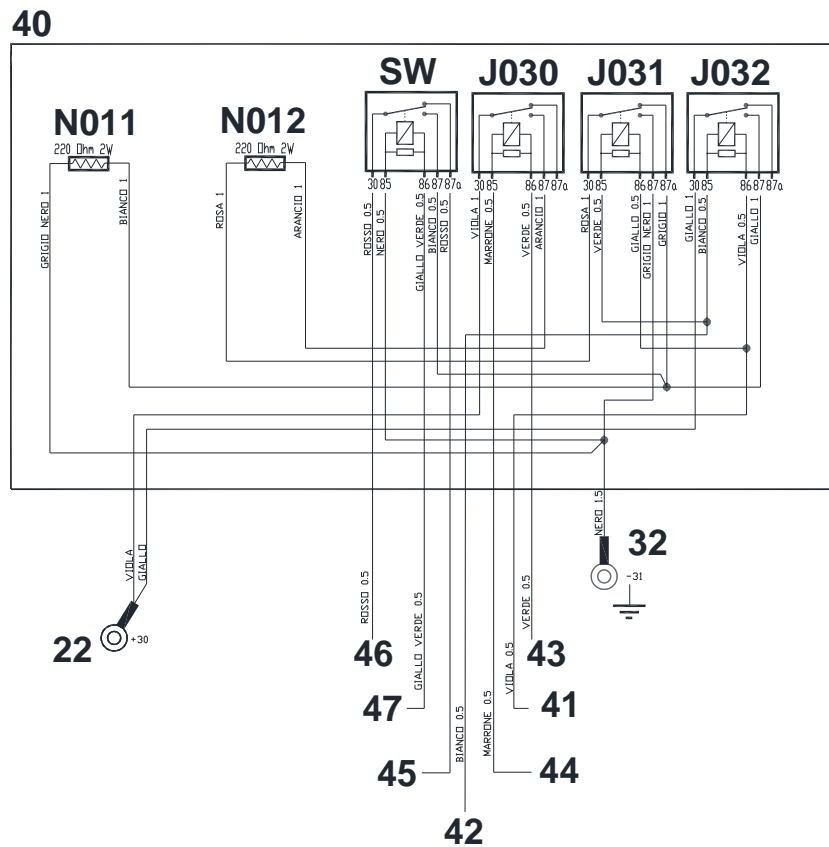 40
SW J030 J031 J032
N011 N012
220 Ohm 2W 220 Ohm 2W
30 85 86 87 87a 30 85 86 87 87a 30 85 86 87 87a 30 85 86 87 87a
GRIGIO NERO 1
BIANCO 1
ROSA 1
ARANCIO 1
ROSSO 0.5
NERO 0.5
GIALLO VERDE 0.5
BIANCO 0.5
ROSSO 0.5
VIOLA 1
MARRONE 0.5
VERDE 0.5
ARANCIO 1
ROSA 1
VERDE 0.5
GIALLO 0.5
GRIGIO NERO 1
GRIGIO 1
GIALLO 1
BIANCO 0.5
VIOLA 0.5
GIALLO 1
VIOLA
GIALLO
22 +30
NERO 1.5
32
-31
ROSSO 0.5
46
GIALLO VERDE 0.5
47
45
BIANCO 0.5
42
MARRONE 0.5
44
VIOLA 0.5
41
VERDE 0.5
43